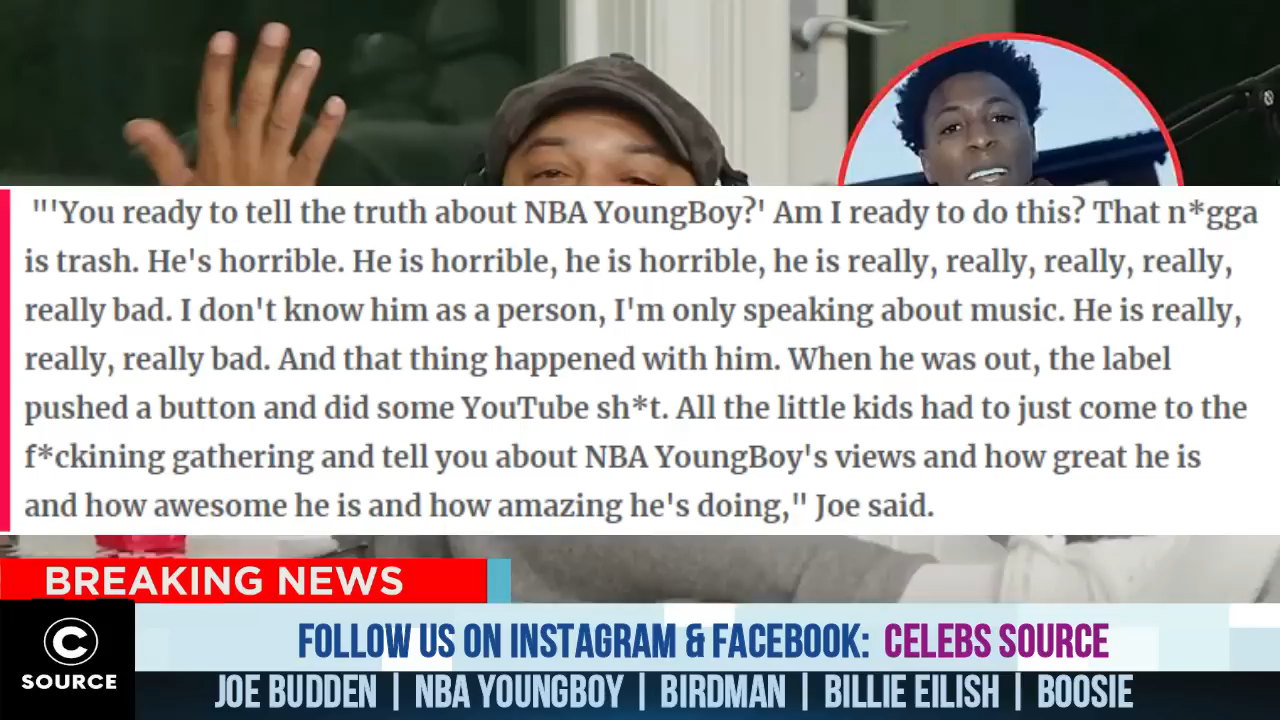 "'You ready to tell the truth about NBA YoungBoy?' Am I ready to do this? That n*gga
is trash. He's horrible. He is horrible, he is horrible, he is really, really, really, really,
really bad. I don't know him as a person, I'm only speaking about music. He is really,
really, really bad. And that thing happened with him. When he was out, the label
pushed a button and did some YouTube sh*t. All the little kids had to just come to the
f*ckining gathering and tell you about NBA YoungBoy's views and how great he is
and how awesome he is and how amazing he's doing," Joe said.
BREAKING NEWS
C
SOURCE
FOLLOW US ON INSTAGRAM & FACEBOOK: CELEBS SOURCE
JOE BUDDEN | NBA YOUNGBOY | BIRDMAN | BILLIE EILISH | BOOSIE